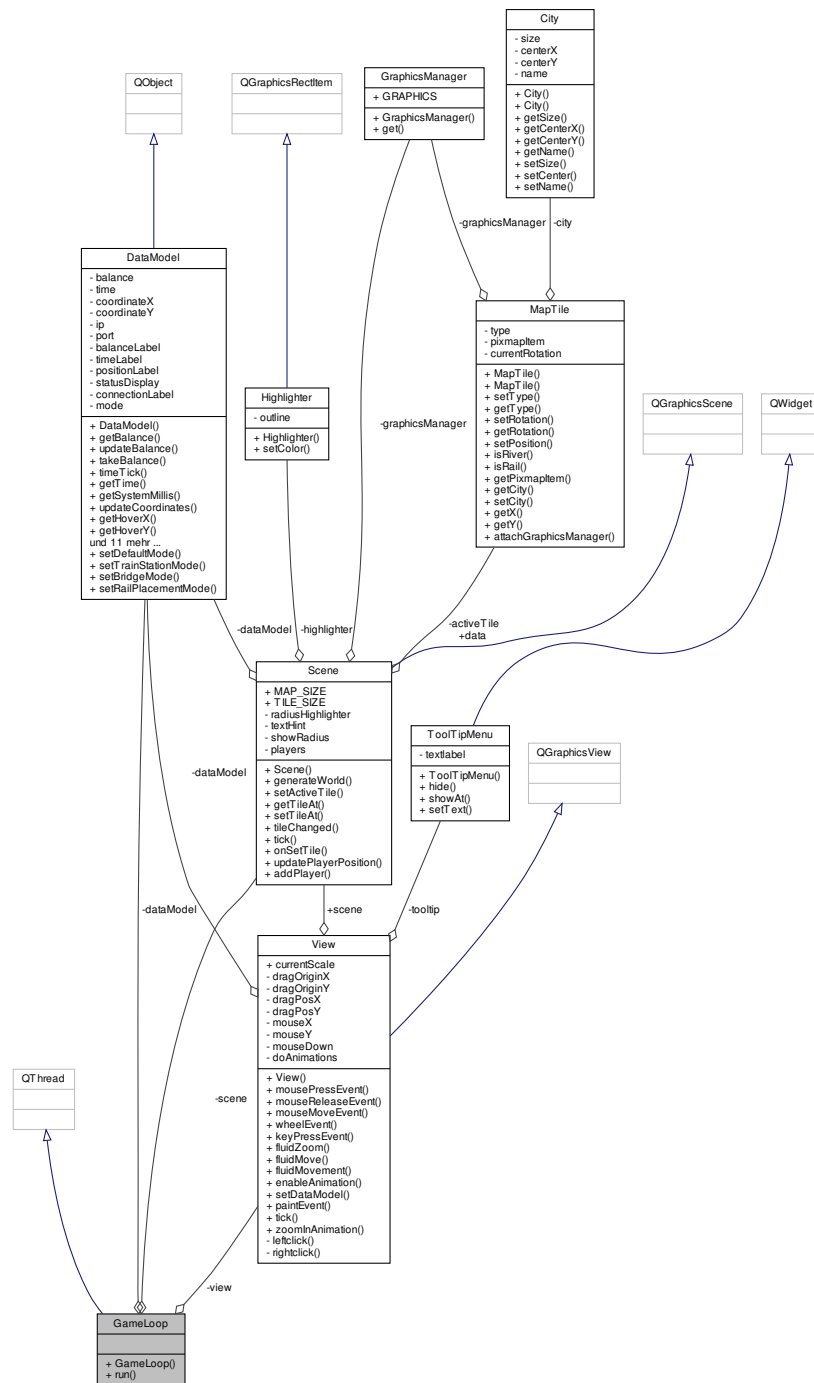 City
- size
- centerX
- centerY
- name
+ City()
+ City()
+ getSize()
+ getCenterX()
+ getCenterY()
+ getName()
+ setSize()
+ setCenter()
+ setName()
GraphicsManager
+ GRAPHICS
+ GraphicsManager()
+ get()
QObject
QGraphicsRectItem
-graphicsManager
-city
DataModel
- balance
- time
- coordinateX
- coordinateY
- ip
- port
- balanceLabel
- timeLabel
- positionLabel
- statusDisplay
- connectionLabel
- mode
+ DataModel()
+ getBalance()
+ updateBalance()
+ takeBalance()
+ timeTick()
+ getTime()
+ getSystemMillis()
+ updateCoordinates()
+ getHoverX()
+ getHoverY()
und 11 mehr ...
+ setDefaultMode()
+ setTrainStationMode()
+ setBridgeMode()
+ setRailPlacementMode()
MapTile
- type
- pixmapItem
- currentRotation
+ MapTile()
+ MapTile()
+ setType()
+ getType()
+ setRotation()
+ getRotation()
+ setPosition()
+ isRiver()
+ isRail()
+ getPixmapItem()
+ getCity()
+ setCity()
+ getX()
+ getY()
+ attachGraphicsManager()
Highlighter
- outline
+ Highlighter()
+ setColor()
-graphicsManager
QGraphicsScene
QWidget
-dataModel
-highlighter
-activeTile
+data
Scene
+ MAP_SIZE
+ TILE_SIZE
- radiusHighlighter
- textHint
- showRadius
- players
+ Scene()
+ generateWorld()
+ setActiveTile()
+ getTileAt()
+ setTileAt()
+ tileChanged()
+ tick()
+ onSetTile()
+ updatePlayerPosition()
+ addPlayer()
ToolTipMenu
- textlabel
+ ToolTipMenu()
+ hide()
+ showAt()
+ setText()
QGraphicsView
-dataModel
-dataModel
+scene
-tooltip
View
+ currentScale
- dragOriginX
- dragOriginY
- dragPosX
- dragPosY
- mouseX
- mouseY
- mouseDown
- doAnimations
+ View()
+ mousePressEvent()
+ mouseReleaseEvent()
+ mouseMoveEvent()
+ wheelEvent()
+ keyPressEvent()
+ fluidZoom()
+ fluidMove()
+ fluidMovement()
+ enableAnimation()
+ setDataModel()
+ paintEvent()
+ tick()
+ zoomInAnimation()
- leftclick()
- rightclick()
QThread
-scene
-view
GameLoop
+ GameLoop()
+ run()